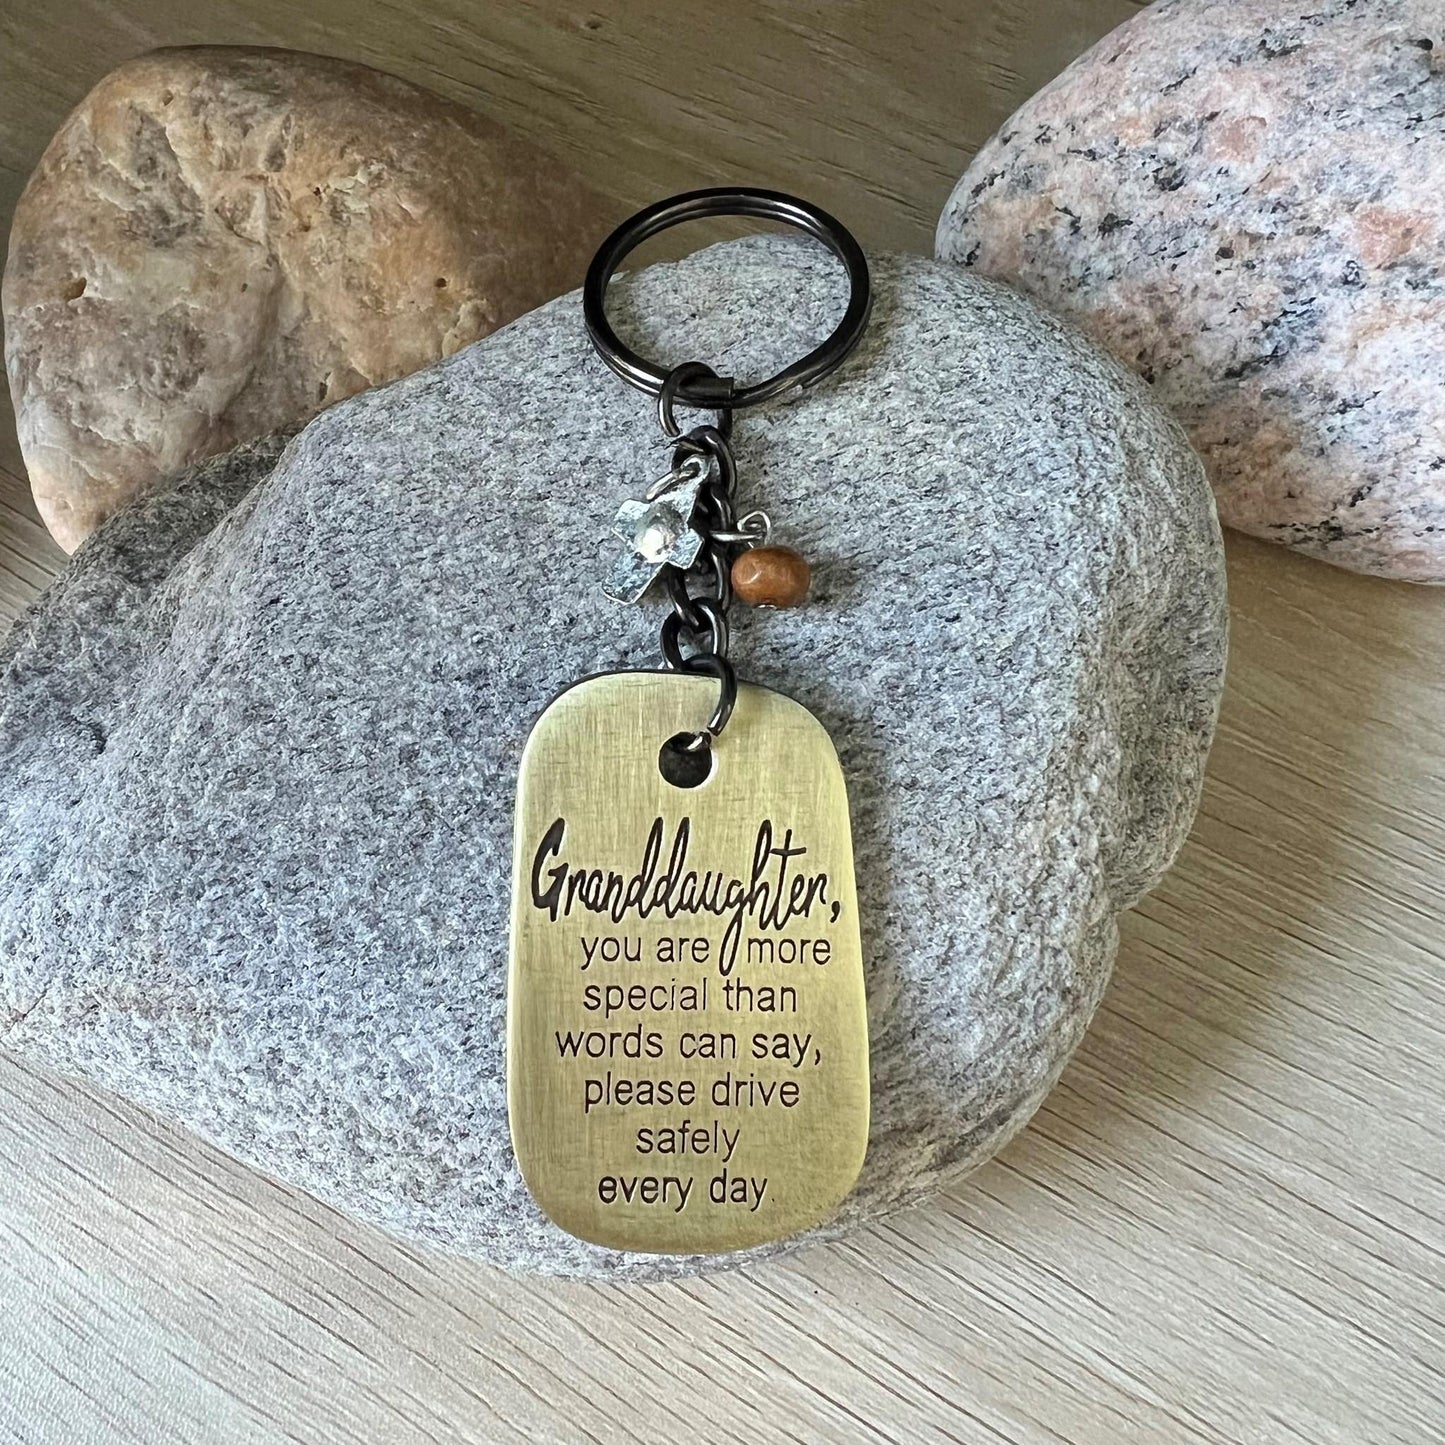 Granddaughter,
you are more
special than
words can say,
please drive
safely
every day.